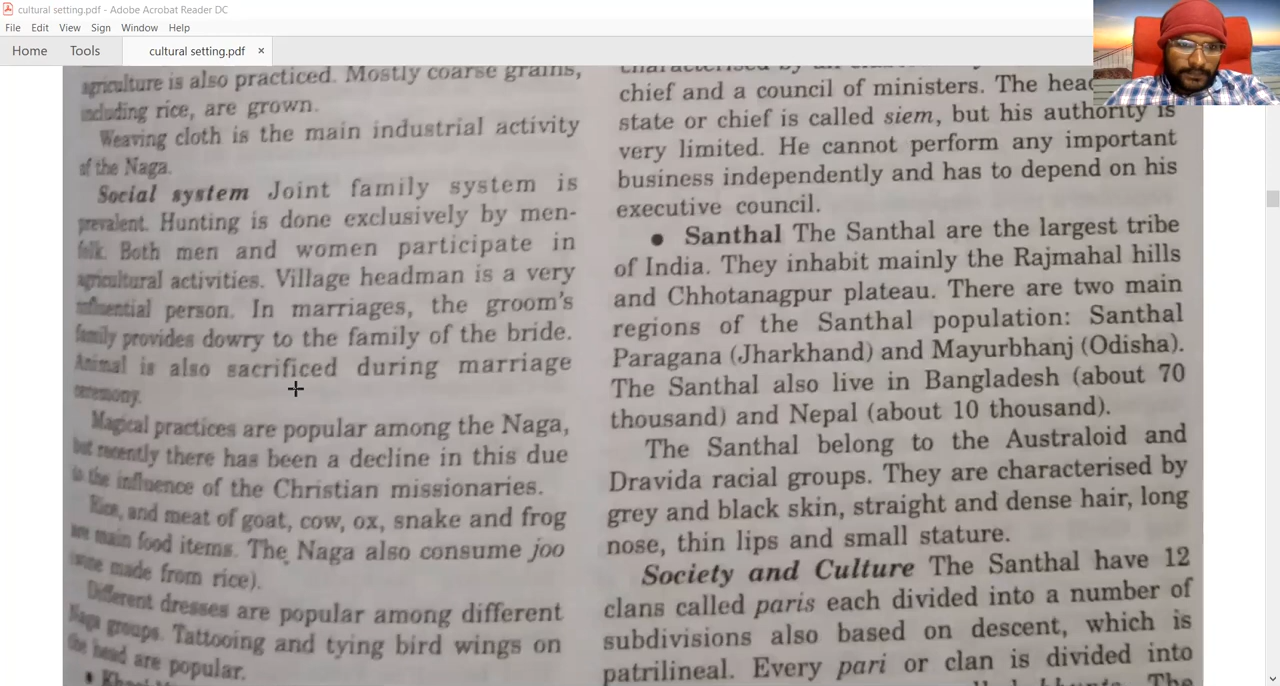 cultural setting.pdf - Adobe Acrobat Reader DC
File Edit View Sign Window Help
Home Tools cultural setting.pdf ×
agriculture is also practiced. Mostly coarse grains,
including rice, are grown.
Weaving cloth is the main industrial activity
of the Naga.
Social system Joint family system is
prevalent. Hunting is done exclusively by men-
folk. Both men and women participate in
agricultural activities. Village headman is a very
influential person. In marriages, the groom's
family provides dowry to the family of the bride.
Animal is also sacrificed during marriage
ceremony.
Magical practices are popular among the Naga,
but recently there has been a decline in this due
to the influence of the Christian missionaries.
Rice, and meat of goat, cow, ox, snake and frog
are main food items. The Naga also consume joo
(wine made from rice).
Different dresses are popular among different
Naga groups. Tattooing and tying bird wings on
the head are popular.
chief and a council of ministers. The
state or chief is called siem, but his authority is
very limited. He cannot perform any important
business independently and has to depend on his
executive council.
• Santhal The Santhal are the largest tribe
of India. They inhabit mainly the Rajmahal hills
and Chhotanagpur plateau. There are two main
regions of the Santhal population: Santhal
Paragana (Jharkhand) and Mayurbhanj (Odisha).
The Santhal also live in Bangladesh (about 70
thousand) and Nepal (about 10 thousand).
The Santhal belong to the Australoid and
Dravida racial groups. They are characterised by
grey and black skin, straight and dense hair, long
nose, thin lips and small stature.
Society and Culture The Santhal have 12
clans called paris each divided into a number of
subdivisions also based on descent, which is
patrilineal. Every pari or clan is divided into